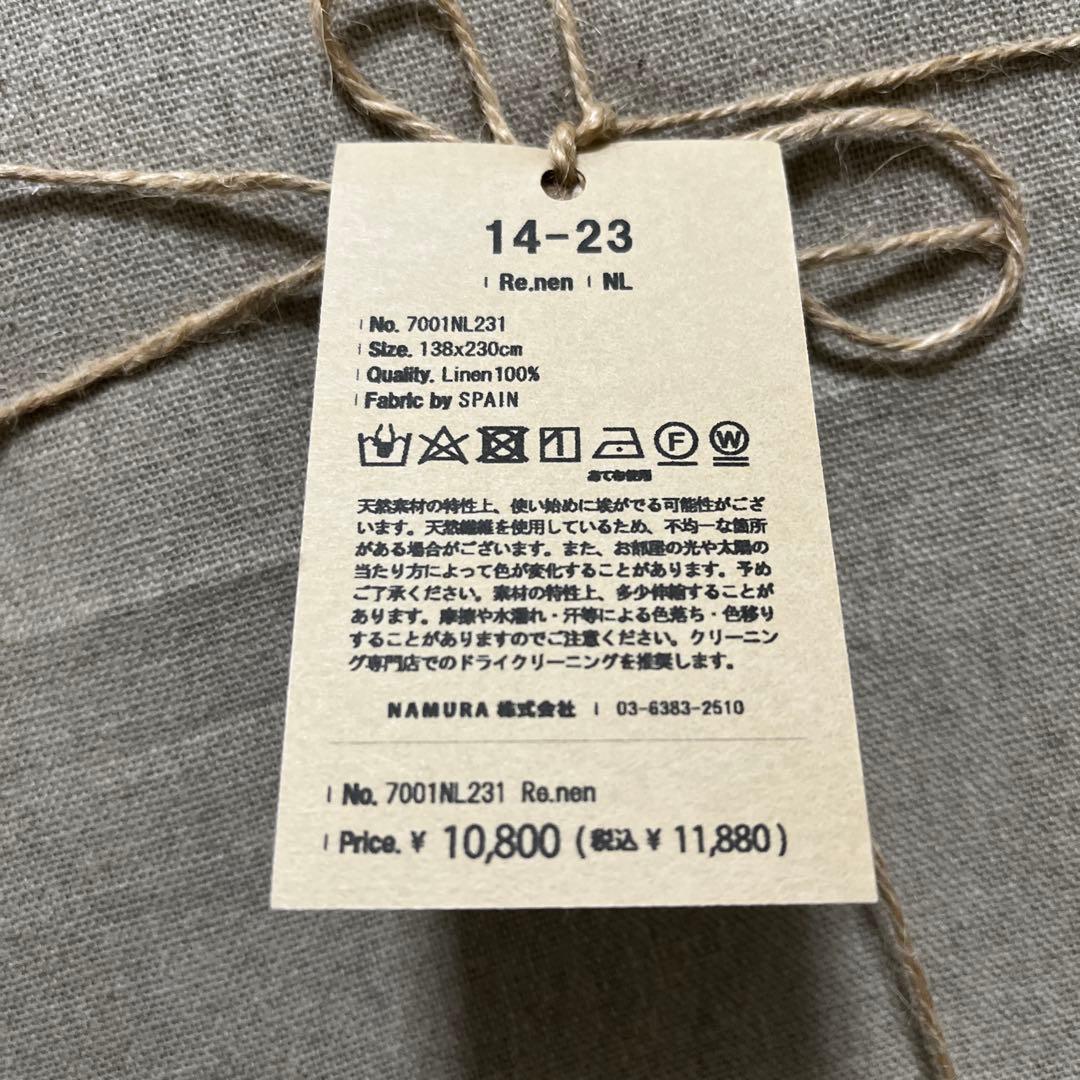 14-23
Re.nen NL
No. 7001NL231
Size. 138x230cm
Quality. Linen100%
Fabric by SPAIN
1 F W
あて布使用
天然素材の特性上、使い始めに埃がでる可能性がござ
います。天然繊維を使用しているため、不均一な箇所
がある場合がございます。また、お部屋の光や太陽の
当たり方によって色が変化することがあります。予め
ご了承ください。素材の特性上、多少伸縮することが
あります。摩擦や水濡れ・汗等による色落ち・色移り
することがありますのでご注意ください。クリーニン
グ専門店でのドライクリーニングを推奨します。
NAMURA 株式会社 | 03-6383-2510
No. 7001NL231 Re.nen
Price. ¥ 10,800 (税込 ¥ 11,880)